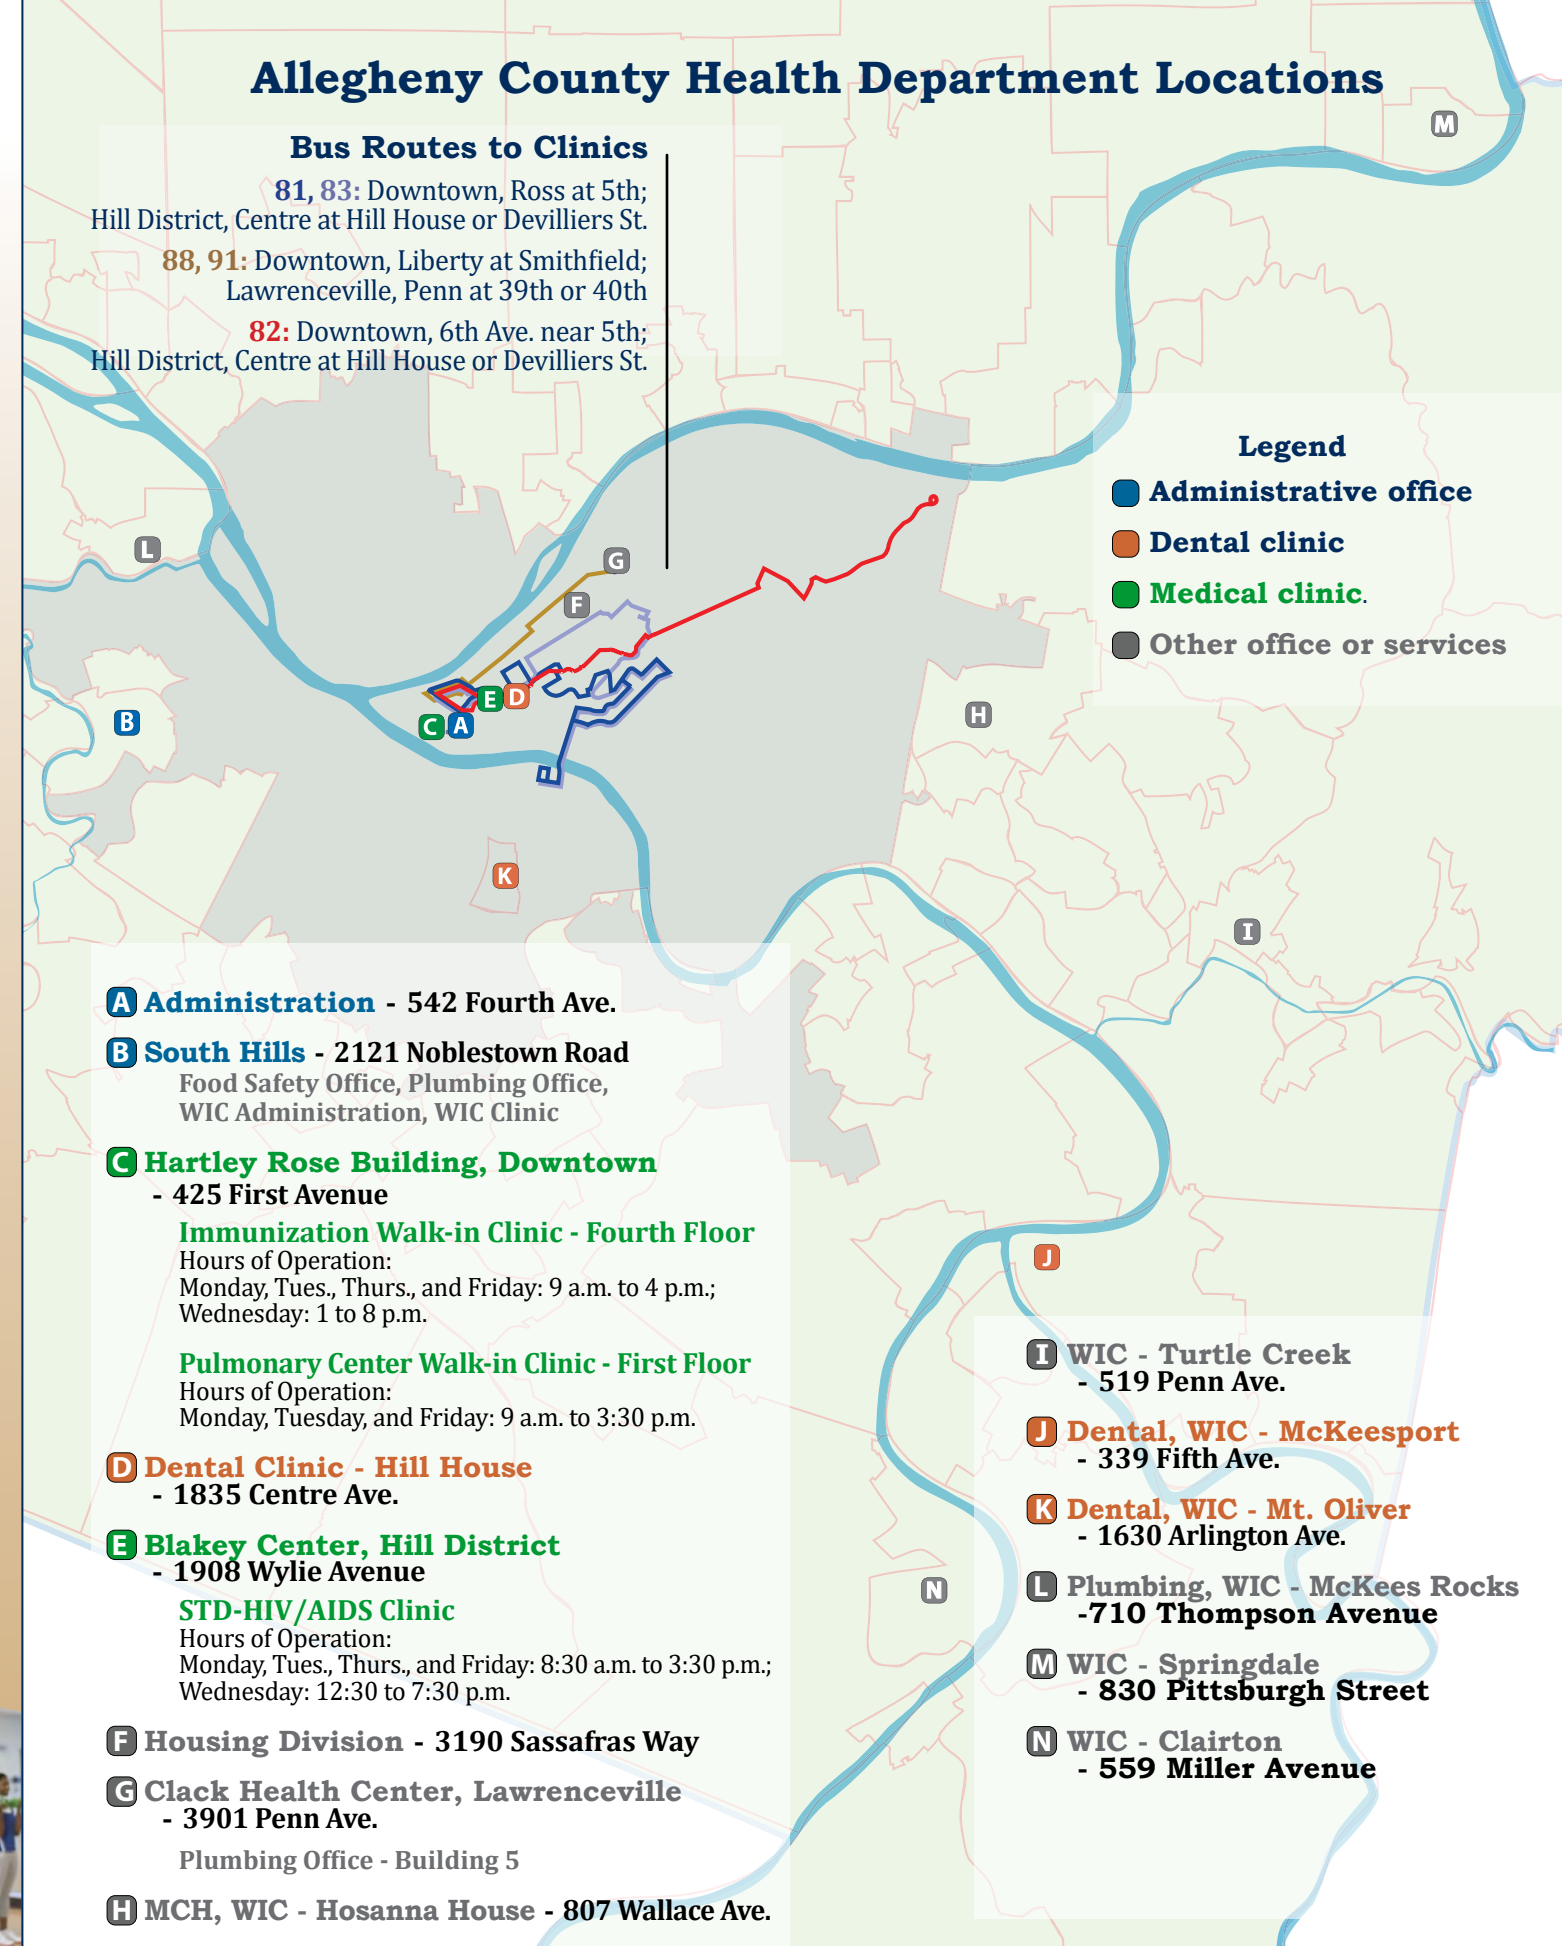 Allegheny County Health Department Locations
Bus Routes to Clinics
81, 83: Downtown, Ross at 5th;
Hill District, Centre at Hill House or Devilliers St.
88, 91: Downtown, Liberty at Smithfield;
Lawrenceville, Penn at 39th or 40th
82: Downtown, 6th Ave. near 5th;
Hill District, Centre at Hill House or Devilliers St.
M
Legend
Administrative office
Dental clinic
Medical clinic.
Other office or services
L
G
F
E D
C A
B
H
K
I
J
N
A Administration - 542 Fourth Ave.
B South Hills - 2121 Noblestown Road
Food Safety Office, Plumbing Office,
WIC Administration, WIC Clinic
C Hartley Rose Building, Downtown
- 425 First Avenue
Immunization Walk-in Clinic - Fourth Floor
Hours of Operation:
Monday, Tues., Thurs., and Friday: 9 a.m. to 4 p.m.;
Wednesday: 1 to 8 p.m.
Pulmonary Center Walk-in Clinic - First Floor
Hours of Operation:
Monday, Tuesday, and Friday: 9 a.m. to 3:30 p.m.
D Dental Clinic - Hill House
- 1835 Centre Ave.
E Blakey Center, Hill District
- 1908 Wylie Avenue
STD-HIV/AIDS Clinic
Hours of Operation:
Monday, Tues., Thurs., and Friday: 8:30 a.m. to 3:30 p.m.;
Wednesday: 12:30 to 7:30 p.m.
F Housing Division - 3190 Sassafras Way
G Clack Health Center, Lawrenceville
- 3901 Penn Ave.
Plumbing Office - Building 5
H MCH, WIC - Hosanna House - 807 Wallace Ave.
I WIC - Turtle Creek
- 519 Penn Ave.
J Dental, WIC - McKeesport
- 339 Fifth Ave.
K Dental, WIC - Mt. Oliver
- 1630 Arlington Ave.
L Plumbing, WIC - McKees Rocks
-710 Thompson Avenue
M WIC - Springdale
- 830 Pittsburgh Street
N WIC - Clairton
- 559 Miller Avenue